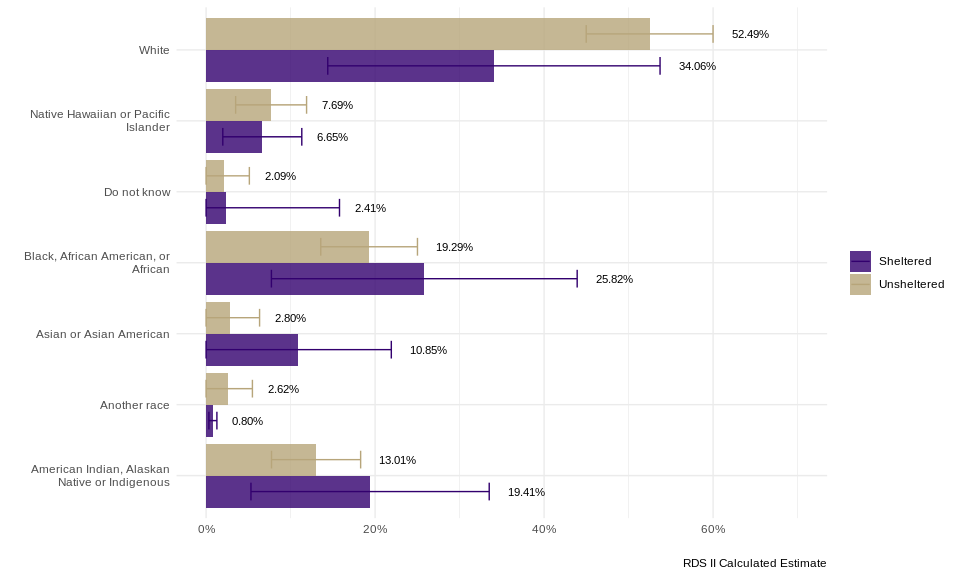 White
52.49%
34.06%
Native Hawaiian or Pacific
Islander
7.69%
6.65%
Do not know
2.09%
2.41%
Black, African American, or
African
19.29%
25.82%
Asian or Asian American
2.80%
10.85%
Another race
2.62%
0.80%
American Indian, Alaskan
Native or Indigenous
13.01%
19.41%
0%
20%
40%
60%
RDS II Calculated Estimate
Sheltered
Unsheltered